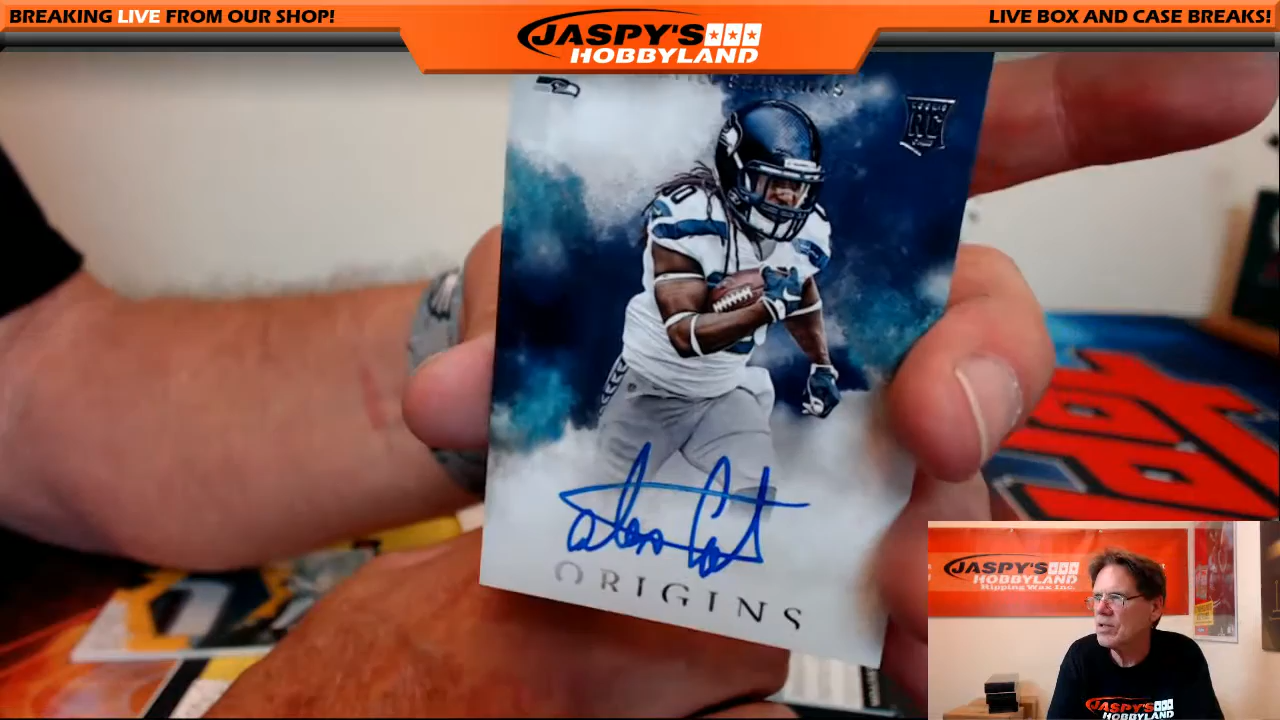 BREAKING LIVE FROM OUR SHOP!
JASPY'S
HOBBYLAND
LIVE BOX AND CASE BREAKS!
RC
ORIGINS
JASPY'S
HOBBYLAND
Ripping Wax Inc.
JASPY'S
HOBBYLAND